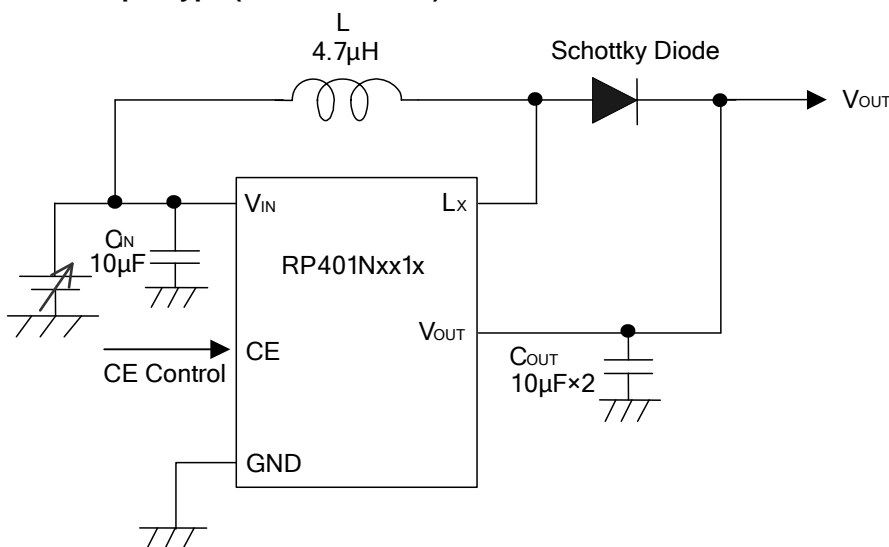 L
4.7µH
Schottky Diode
VOUT
VIN
LX
CIN
10µF
RP401Nxx1x
VOUT
CE
CE Control
COUT
10µF×2
GND